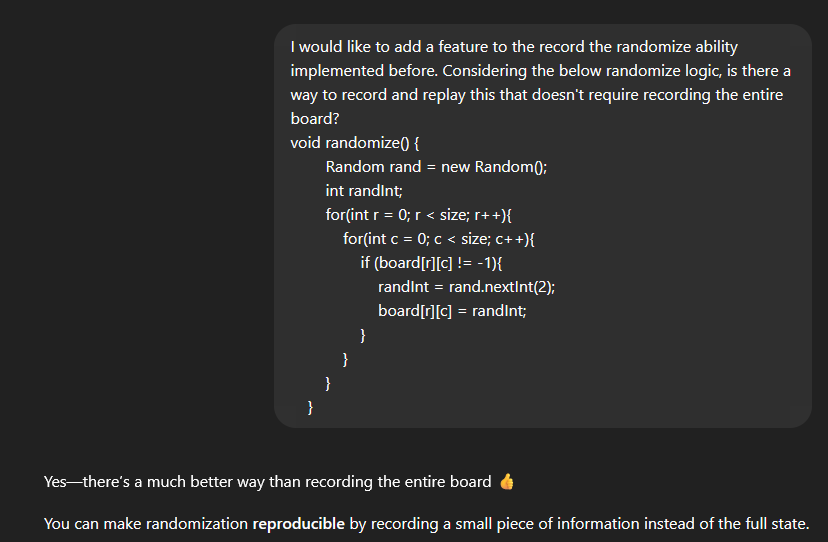 I would like to add a feature to the record the randomize ability
implemented before. Considering the below randomize logic, is there a
way to record and replay this that doesn't require recording the entire
board?
void randomize() {
Random rand = new Random();
int randInt;
for(int r = 0; r < size; r++){
for(int c = 0; c < size; c++){
if (board[r][c] != -1){
randInt = rand.nextInt(2);
board[r][c] = randInt;
}
}
}
}
Yes—there's a much better way than recording the entire board 👍
You can make randomization reproducible by recording a small piece of information instead of the full state.